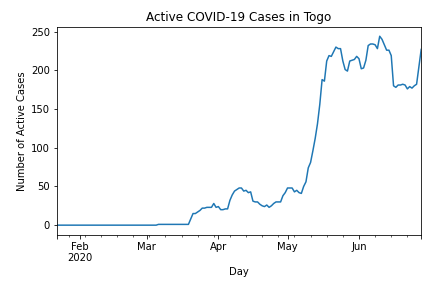 Active COVID-19 Cases in Togo
250
200
150
100
50
0
Number of Active Cases
Feb
2020
Mar
Apr
May
Jun
Day